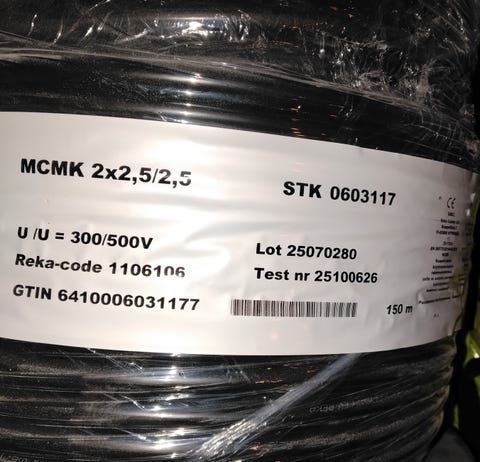 MCMK 2x2,5/2,5
STK 0603117
U /U = 300/500V
Lot 25070280
Reka-code 1106106
Test nr 25100626
GTIN 6410006031177
150 m
CE